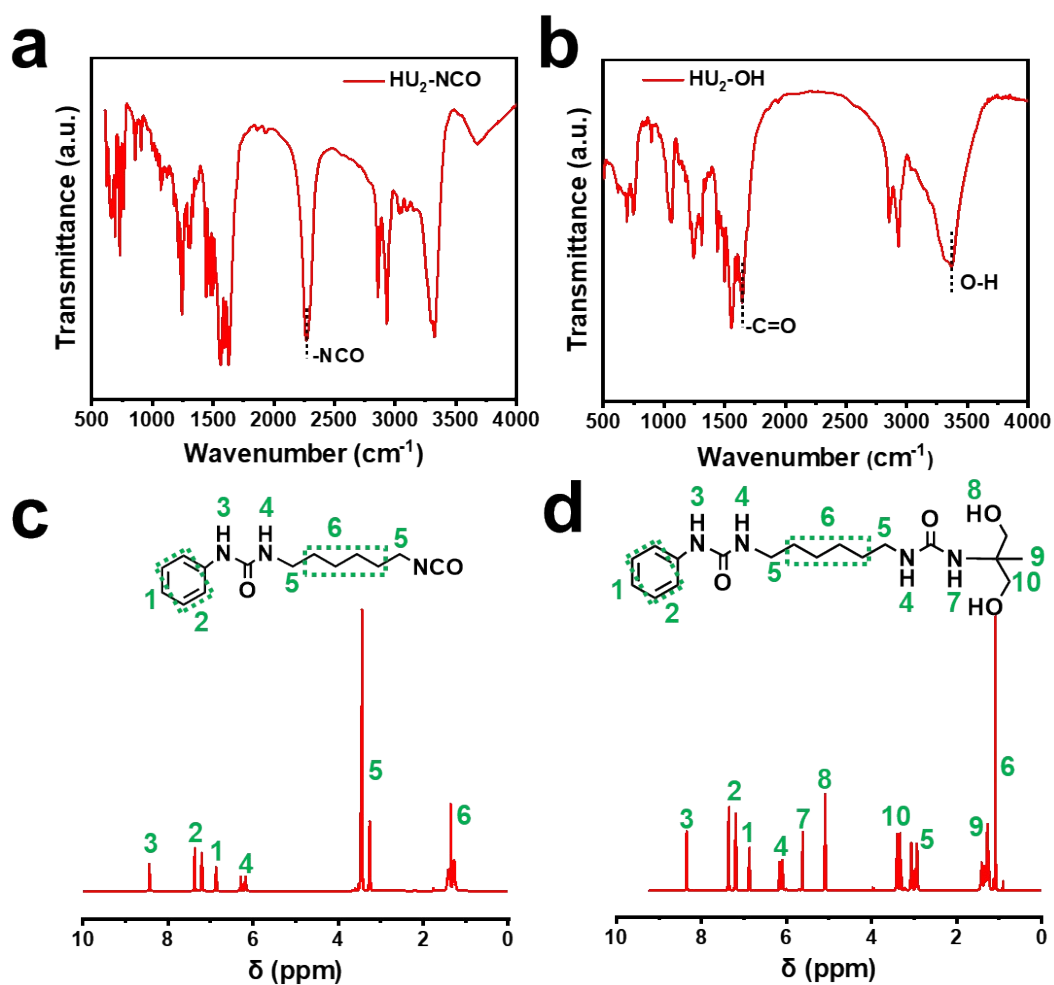 a
HU₂-NCO
Transmittance (a.u.)
-NCO
500 1000 1500 2000 2500 3000 3500 4000
Wavenumber (cm⁻¹)
b
HU₂-OH
Transmittance (a.u.)
-C=O
O-H
500 1000 1500 2000 2500 3000 3500 4000
Wavenumber (cm⁻¹)
c
3 4
H H
N N
O
6
5
5
NCO
1
2
3
2
1
4
5
6
10 8 6 4 2 0
δ (ppm)
d
3 4
H H
N N
O
6
5
5
H
N
O
N
H
8
HO
9
10
HO
4
7
1
2
3
2
1
4
7
8
10
5
9
6
10 8 6 4 2 0
δ (ppm)